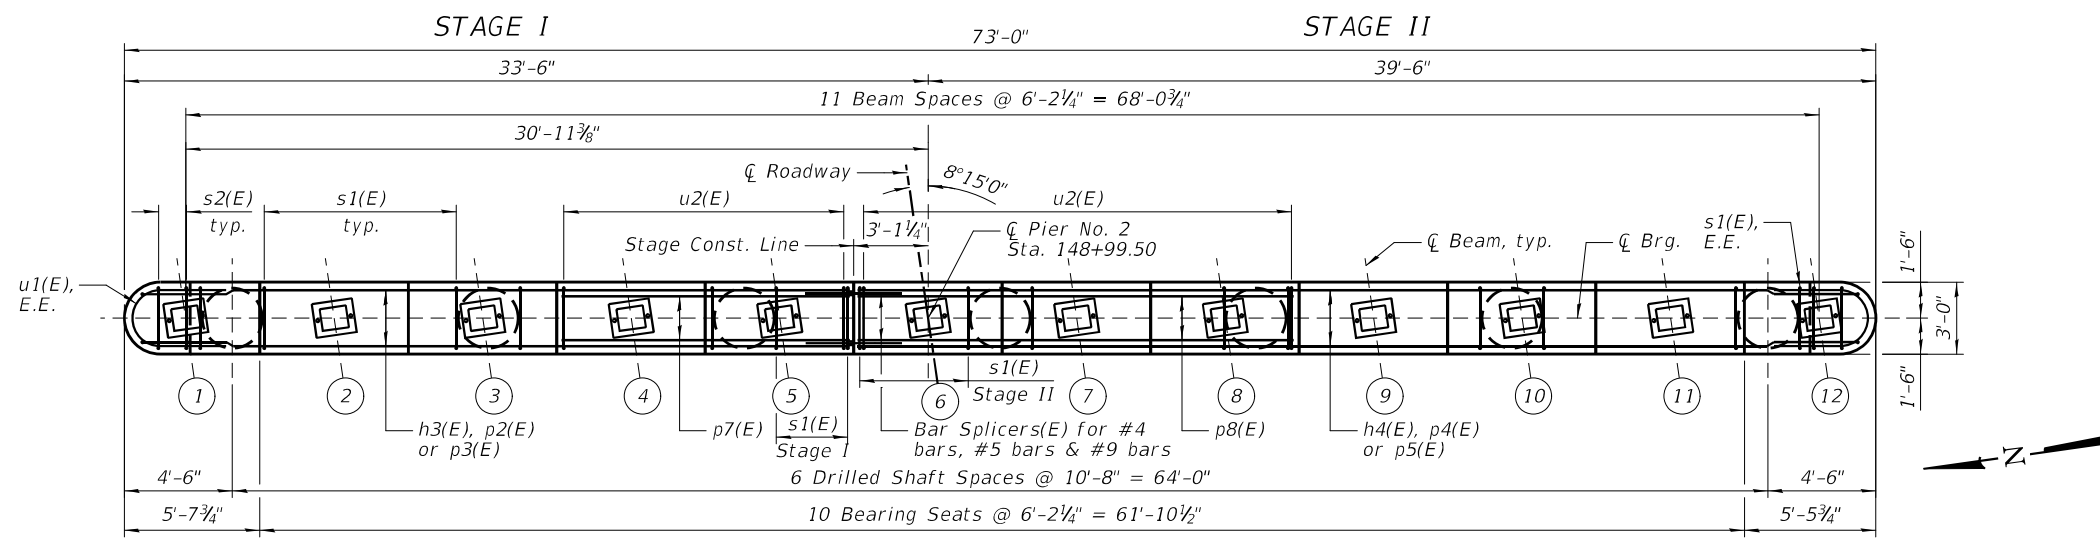 STAGE I
STAGE II
73'-0"
33'-6"
39'-6"
11 Beam Spaces @ 6'-2¼" = 68'-0¾"
30'-11⅜"
℄ Roadway
8°15'0"
s2(E)
typ.
s1(E)
typ.
u2(E)
u2(E)
3'-1¼"
℄ Pier No. 2
Sta. 148+99.50
Stage Const. Line
℄ Beam, typ.
℄ Brg.
s1(E),
E.E.
1'-6"
u1(E),
E.E.
3'-0"
1'-6"
s1(E)
Stage II
1
2
3
4
5
6
7
8
9
10
11
12
h3(E), p2(E)
or p3(E)
p7(E)
s1(E)
Stage I
Bar Splicers(E) for #4
bars, #5 bars & #9 bars
p8(E)
h4(E), p4(E)
or p5(E)
N
4'-6"
6 Drilled Shaft Spaces @ 10'-8" = 64'-0"
4'-6"
5'-7¾"
10 Bearing Seats @ 6'-2¼" = 61'-10½"
5'-5¾"